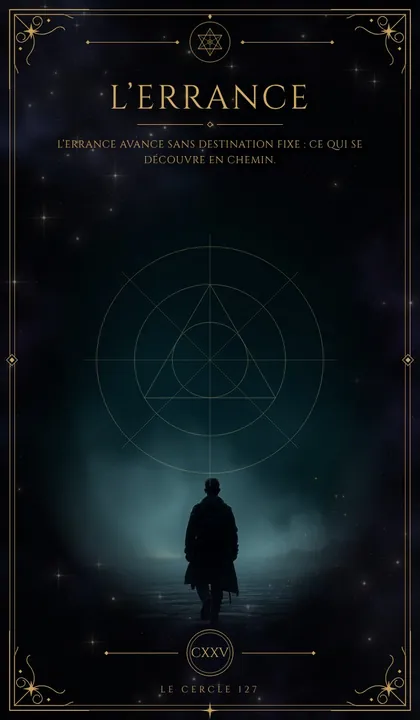 L'ERRANCE
L'ERRANCE AVANCE SANS DESTINATION FIXE : CE QUI SE
DÉCOUVRE EN CHEMIN.
CXXV
LE CERCLE 127